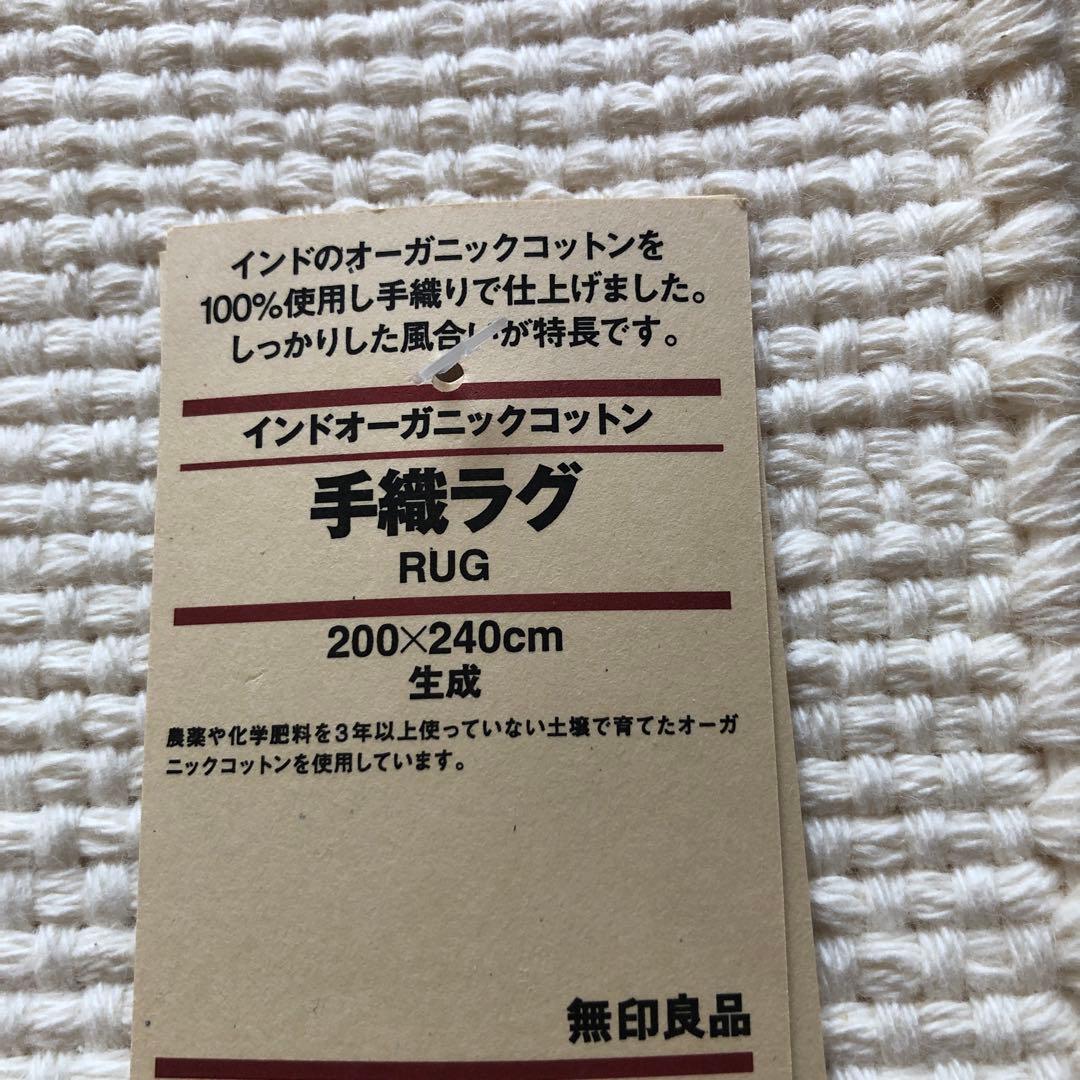 インドのオーガニックコットンを
100%使用し手織りで仕上げました。
しっかりした風合いが特長です。
インドオーガニックコットン
手織ラグ
RUG
200×240cm
生成
農薬や化学肥料を3年以上使っていない土壌で育てたオーガ
ニックコットンを使用しています。
無印良品